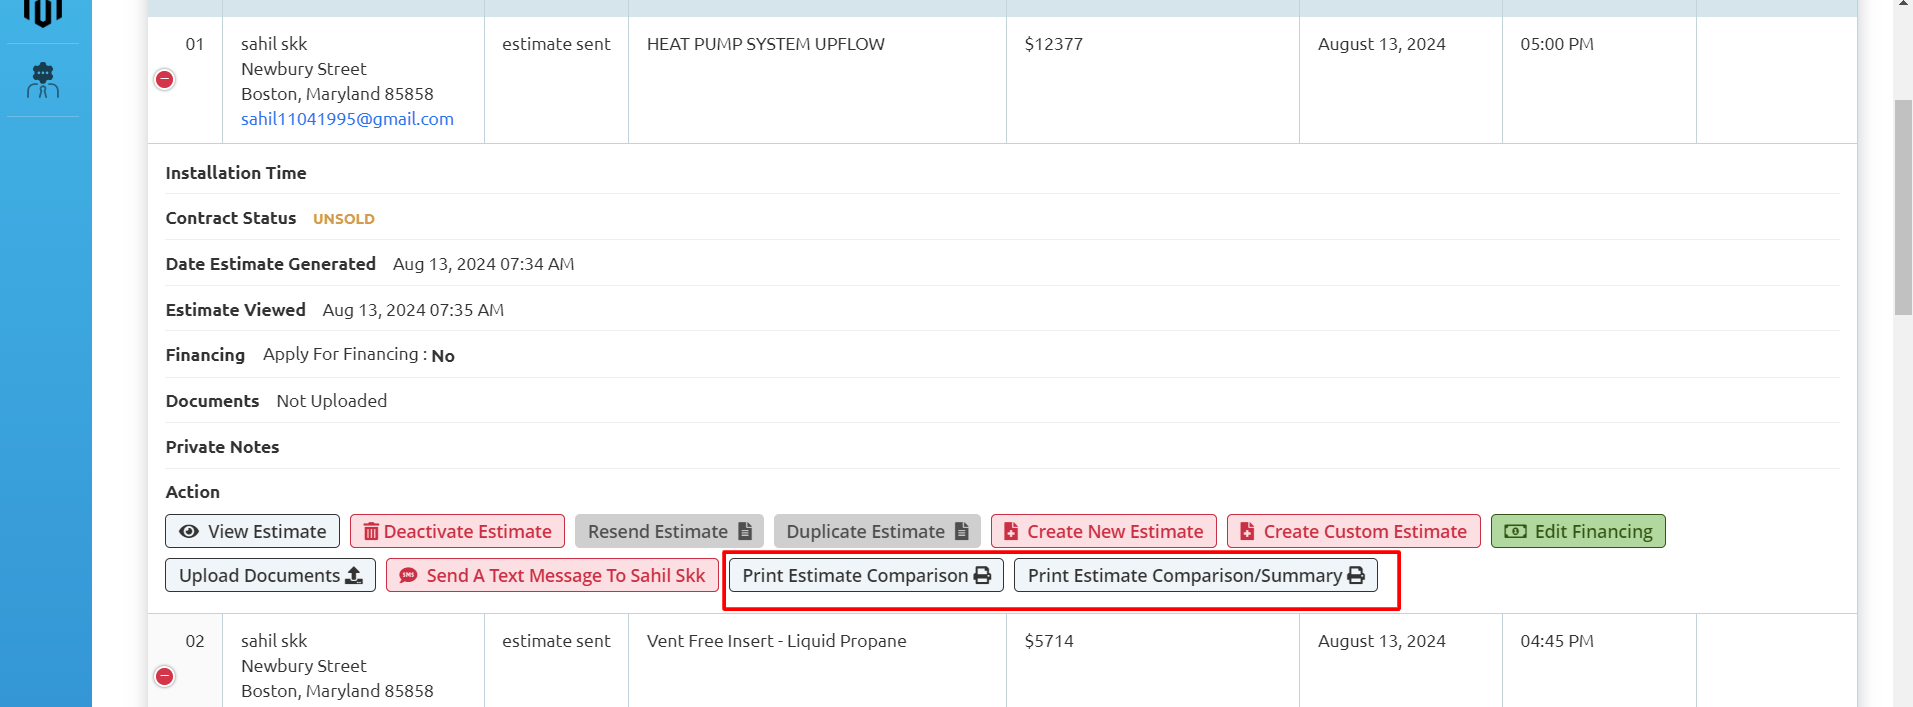 01
sahil skk
Newbury Street
Boston, Maryland 85858
sahil11041995@gmail.com
estimate sent
HEAT PUMP SYSTEM UPFLOW
$12377
August 13, 2024
05:00 PM
Installation Time
Contract Status UNSOLD
Date Estimate Generated Aug 13, 2024 07:34 AM
Estimate Viewed Aug 13, 2024 07:35 AM
Financing Apply For Financing : No
Documents Not Uploaded
Private Notes
Action
View Estimate Deactivate Estimate Resend Estimate Duplicate Estimate Create New Estimate Create Custom Estimate Edit Financing
Upload Documents SMS Send A Text Message To Sahil Skk Print Estimate Comparison Print Estimate Comparison/Summary
02
sahil skk
Newbury Street
Boston, Maryland 85858
estimate sent
Vent Free Insert - Liquid Propane
$5714
August 13, 2024
04:45 PM